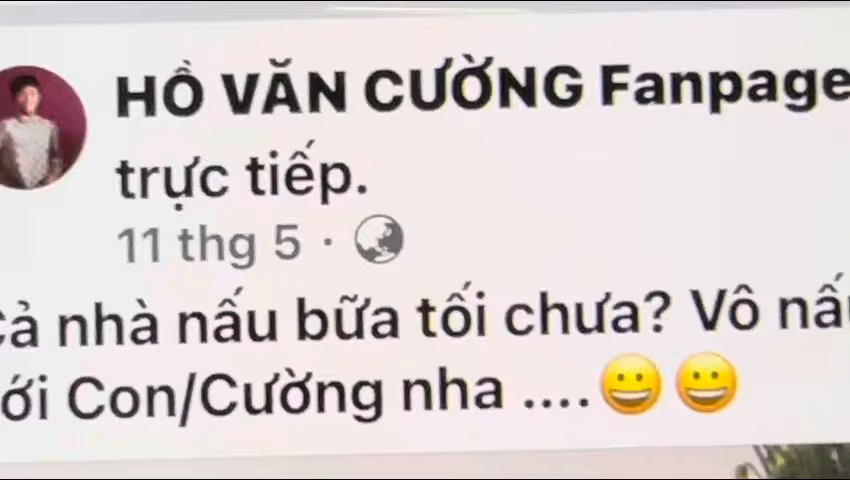 HỒ VĂN CƯỜNG Fanpage
trực tiếp.
11 thg 5 ·
nhà nấu bữa tối chưa? Vô
Con/Cường nha ....😀😀